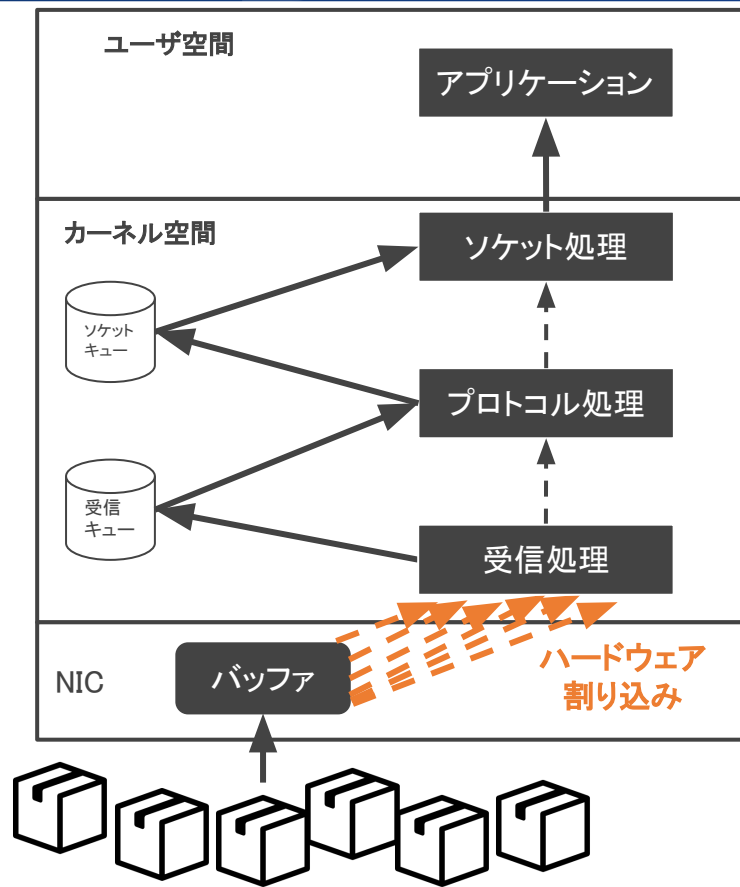 ユーザ空間
アプリケーション
カーネル空間
ソケット処理
ソケット
キュー
プロトコル処理
受信
キュー
受信処理
NIC
バッファ
ハードウェア
割り込み